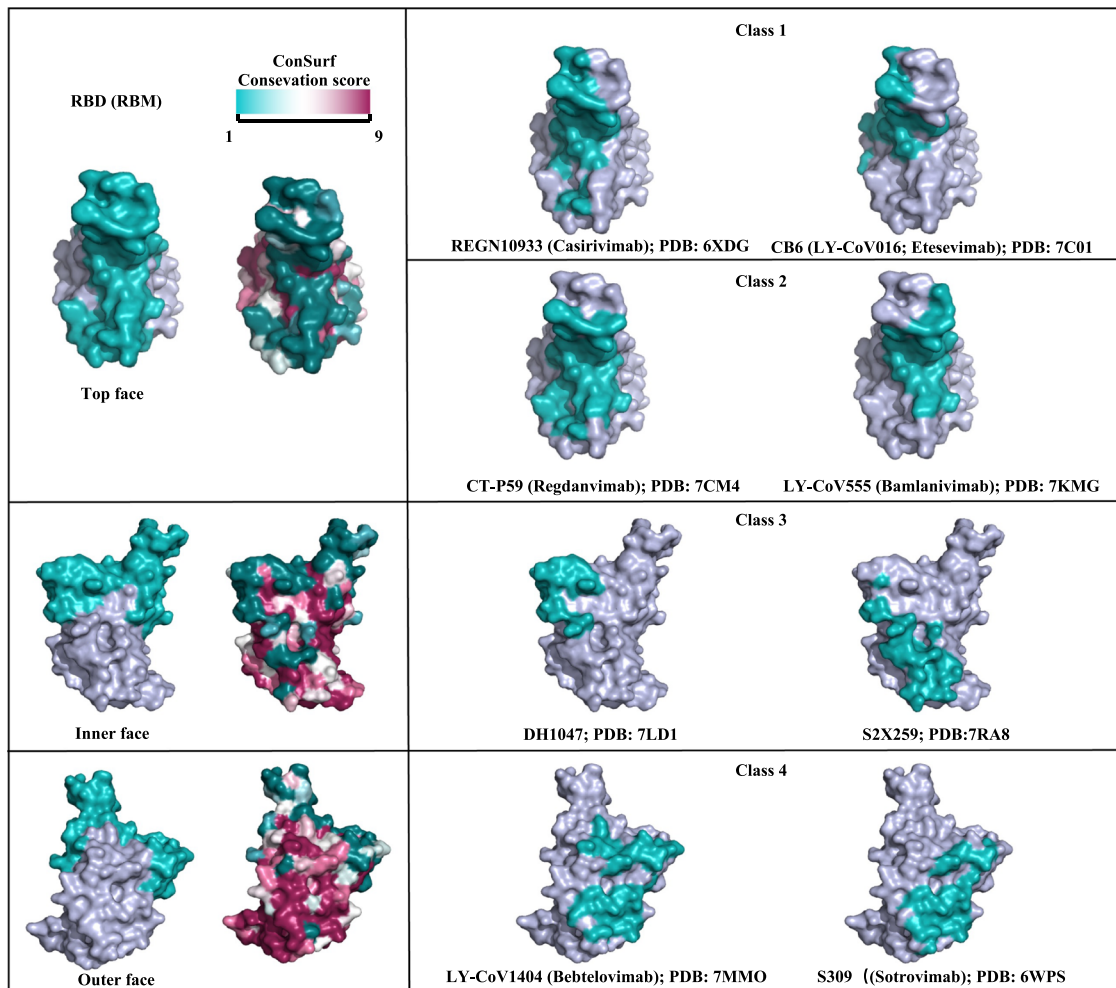 RBD (RBM)
ConSurf
Consevation score
1
9
Top face
Class 1
REGN10933 (Casirivimab); PDB: 6XDG
CB6 (LY-CoV016; Etesevimab); PDB: 7C01
Class 2
CT-P59 (Regdanvimab); PDB: 7CM4
LY-CoV555 (Bamlanivimab); PDB: 7KMG
Inner face
Class 3
DH1047; PDB: 7LD1
S2X259; PDB:7RA8
Outer face
Class 4
LY-CoV1404 (Bebtelovimab); PDB: 7MMO
S309 （(Sotrovimab); PDB: 6WPS